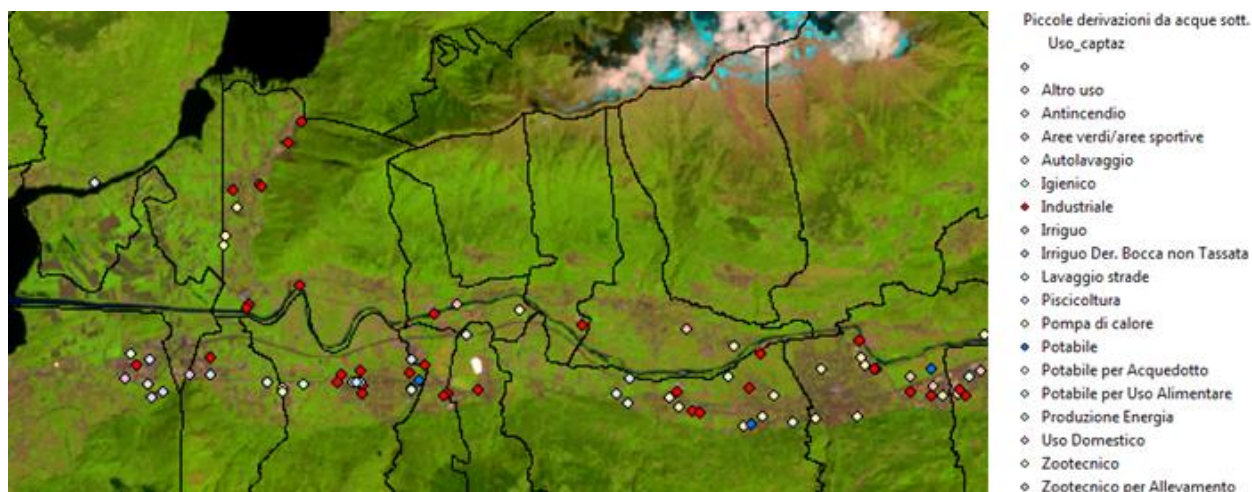 Piccole derivazioni da acque sott.
Uso_captaz
Altro uso
Antincendio
Aree verdi/aree sportive
Autolavaggio
Igienico
Industriale
Irriguo
Irriguo Der. Bocca non Tassata
Lavaggio strade
Piscicoltura
Pompa di calore
Potabile
Potabile per Acquedotto
Potabile per Uso Alimentare
Produzione Energia
Uso Domestico
Zootecnico
Zootecnico per Allevamento